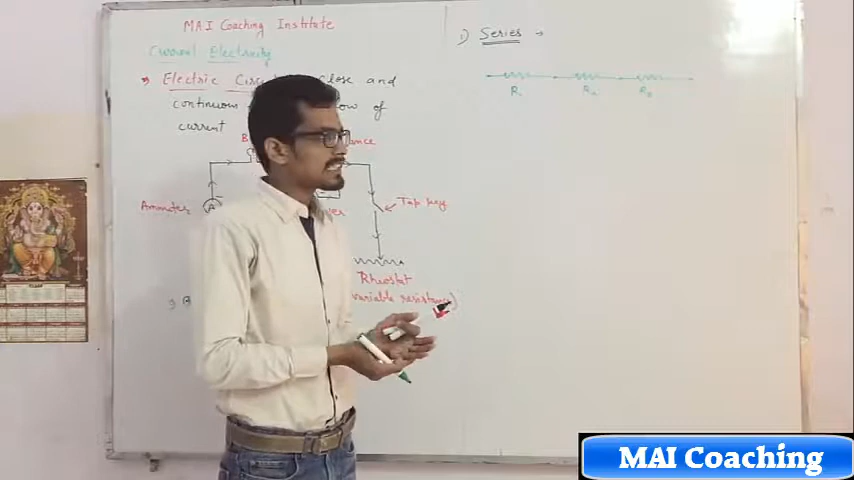 MAI Coaching Institute
Current Electricity
Electric Close and
continuous of
current
Ammeter
Tap key
Rheostat
variable resistance)
1) Series →
R1 R2 R3
MAI Coaching